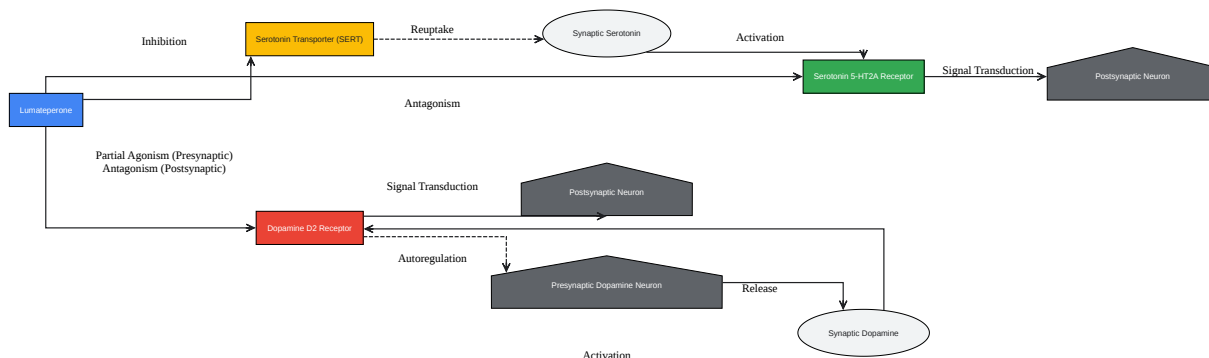 Reuptake
Serotonin Transporter (SERT)
Synaptic Serotonin
Inhibition
Activation
Signal Transduction
Serotonin 5-HT2A Receptor
Postsynaptic Neuron
Lumateperone
Antagonism
Partial Agonism (Presynaptic)
Antagonism (Postsynaptic)
Signal Transduction
Postsynaptic Neuron
Dopamine D2 Receptor
Autoregulation
Presynaptic Dopamine Neuron
Release
Synaptic Dopamine
Activation